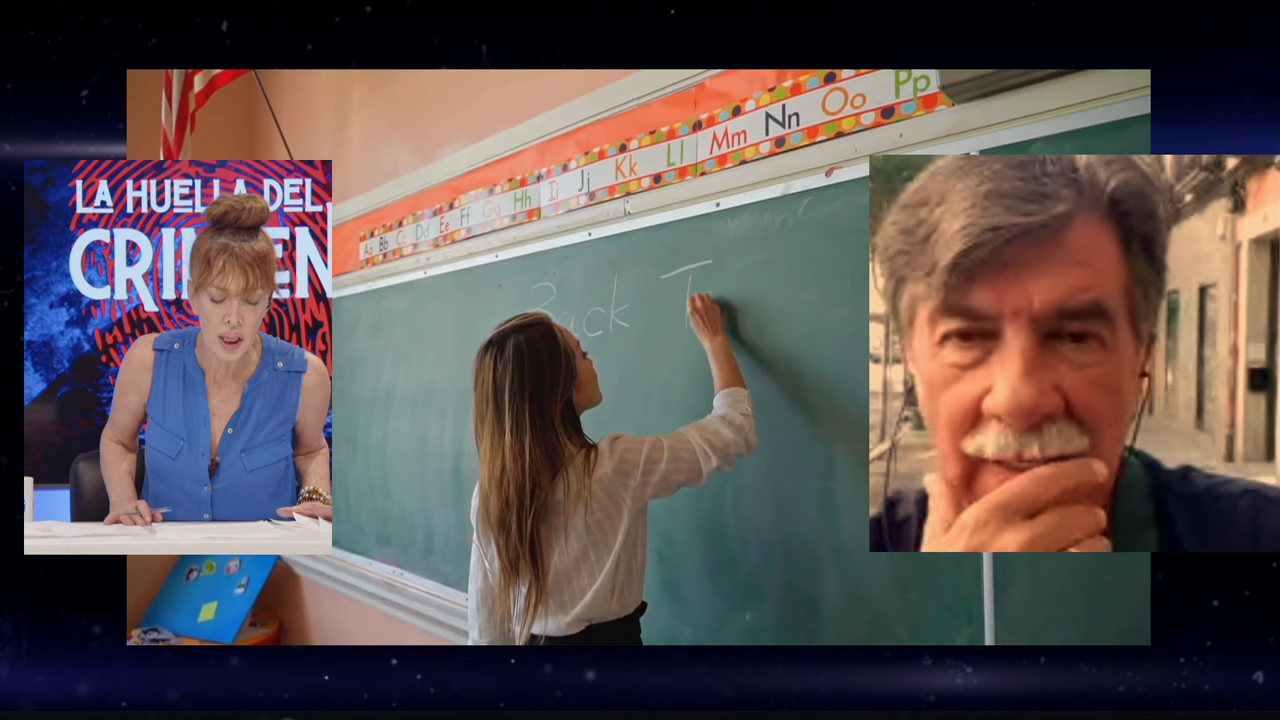 LA HUELLA DEL
CRIMEN
Aa Bb Cc Dd Ee Ff Gg Hh Ii Jj Kk Ll Mm Nn Oo Pp
Back T